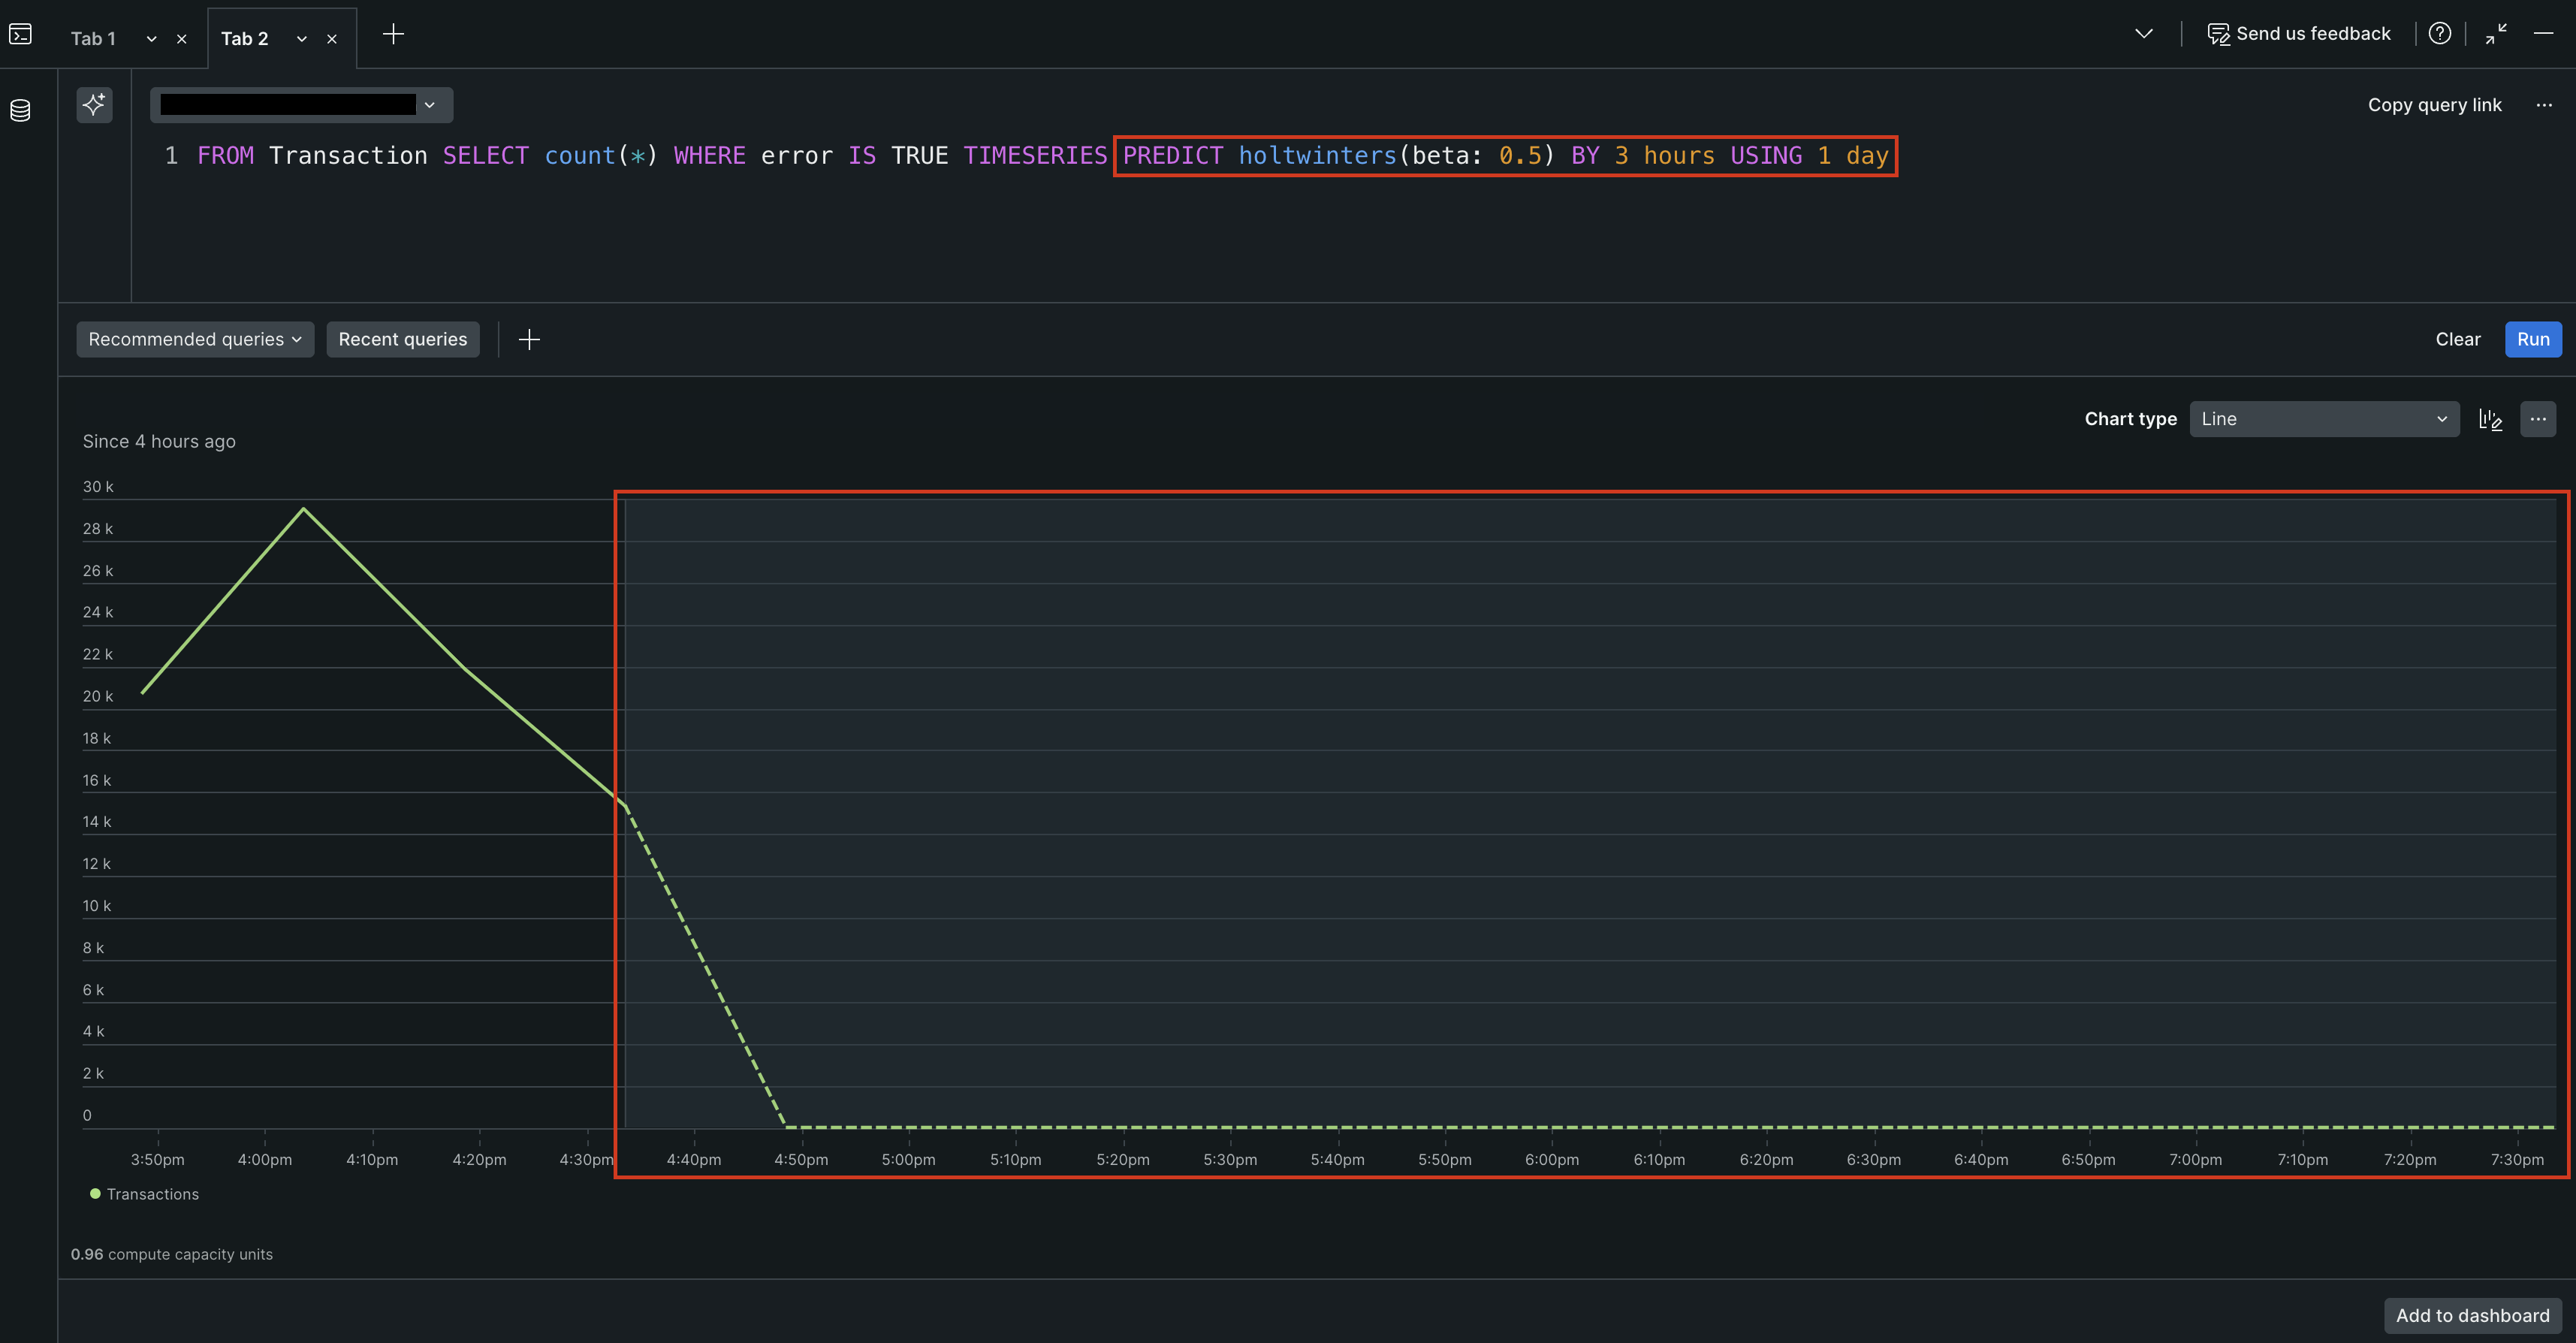 Tab 1 Tab 2 Send us feedback
Copy query link
1 FROM Transaction SELECT count(*) WHERE error IS TRUE TIMESERIES PREDICT holtwinters(beta: 0.5) BY 3 hours USING 1 day
Recommended queries Recent queries Clear Run
Chart type Line
Since 4 hours ago
30 k
28 k
26 k
24 k
22 k
20 k
18 k
16 k
14 k
12 k
10 k
8 k
6 k
4 k
2 k
0
3:50pm 4:00pm 4:10pm 4:20pm 4:30pm 4:40pm 4:50pm 5:00pm 5:10pm 5:20pm 5:30pm 5:40pm 5:50pm 6:00pm 6:10pm 6:20pm 6:30pm 6:40pm 6:50pm 7:00pm 7:10pm 7:20pm 7:30pm
Transactions
0.96 compute capacity units
Add to dashboard